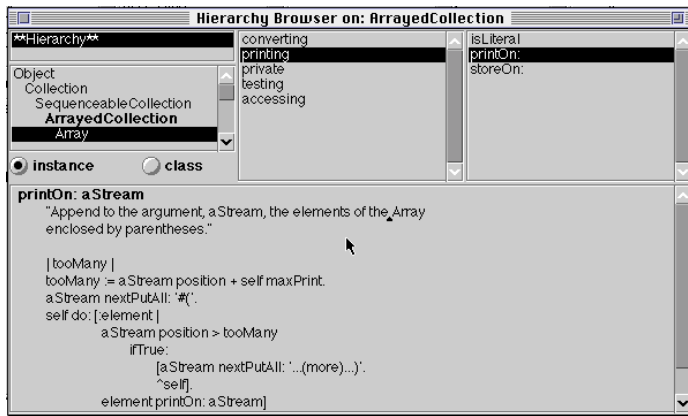 Hierarchy Browser on: ArrayedCollection
**Hierarchy**
Object
Collection
SequenceableCollection
ArrayedCollection
Array
instance
class
converting
printing
private
testing
accessing
isLiteral
printOn:
storeOn:
printOn: aStream
"Append to the argument, aStream, the elements of the Array
enclosed by parentheses."
| tooMany |
tooMany := aStream position + self maxPrint.
aStream nextPutAll: '#('.
self do: [:element |
aStream position > tooMany
ifTrue:
[aStream nextPutAll: '...(more)...)'.
^self].
element printOn: aStream]